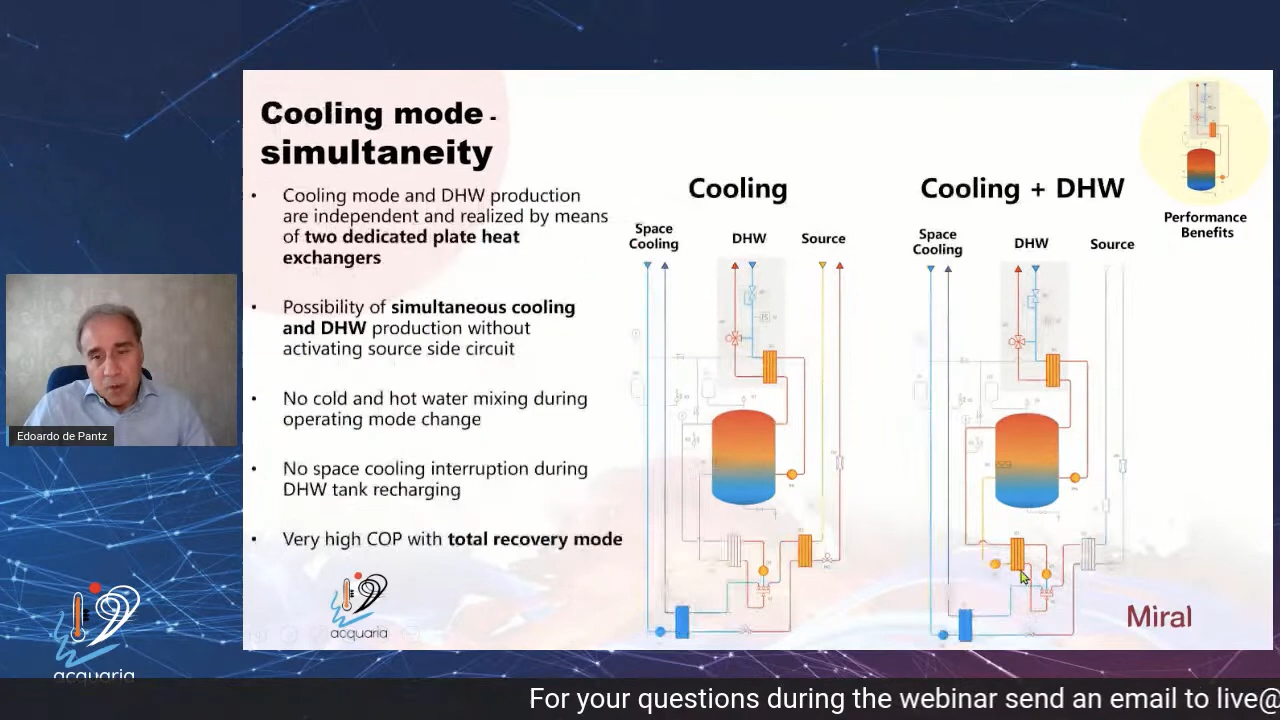 Cooling mode -
simultaneity
• Cooling mode and DHW production
are independent and realized by means
of two dedicated plate heat
exchangers
• Possibility of simultaneous cooling
and DHW production without
activating source side circuit
• No cold and hot water mixing during
operating mode change
• No space cooling interruption during
DHW tank recharging
• Very high COP with total recovery mode
acquaria
Cooling
Space
Cooling
DHW
Source
Cooling + DHW
Space
Cooling
DHW
Source
Performance
Benefits
Miral
Edoardo de Pantz
acquaria
For your questions during the webinar send an email to live@